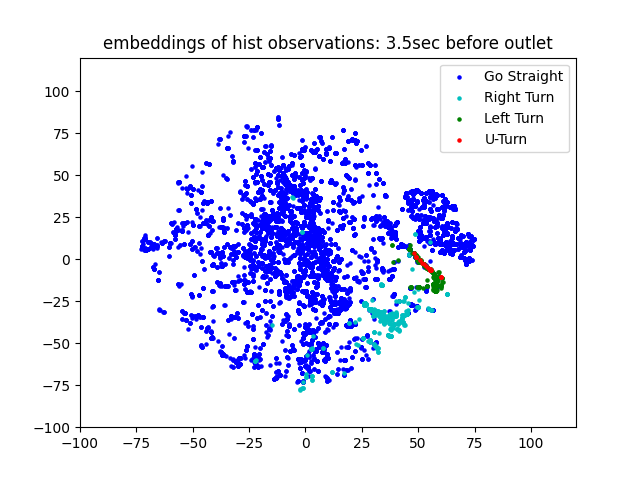 embeddings of hist observations: 3.5sec before outlet
Go Straight
Right Turn
Left Turn
U-Turn
100
75
50
25
0
−25
−50
−75
−100
−100 −75 −50 −25 0 25 50 75 100